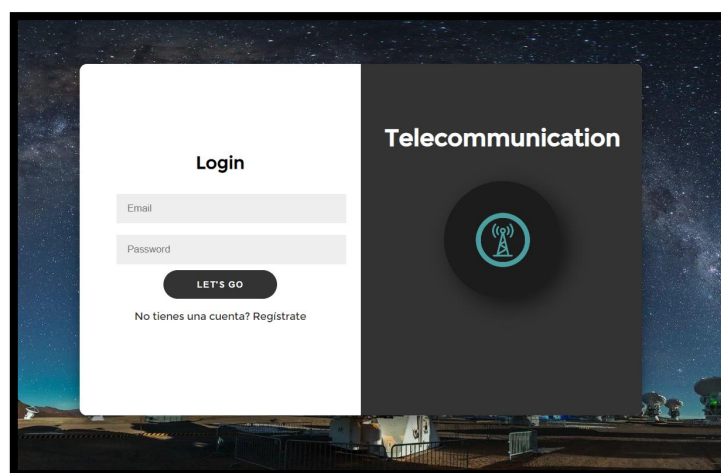 Login
Email
Password
LET'S GO
No tienes una cuenta? Regístrate
Telecommunication